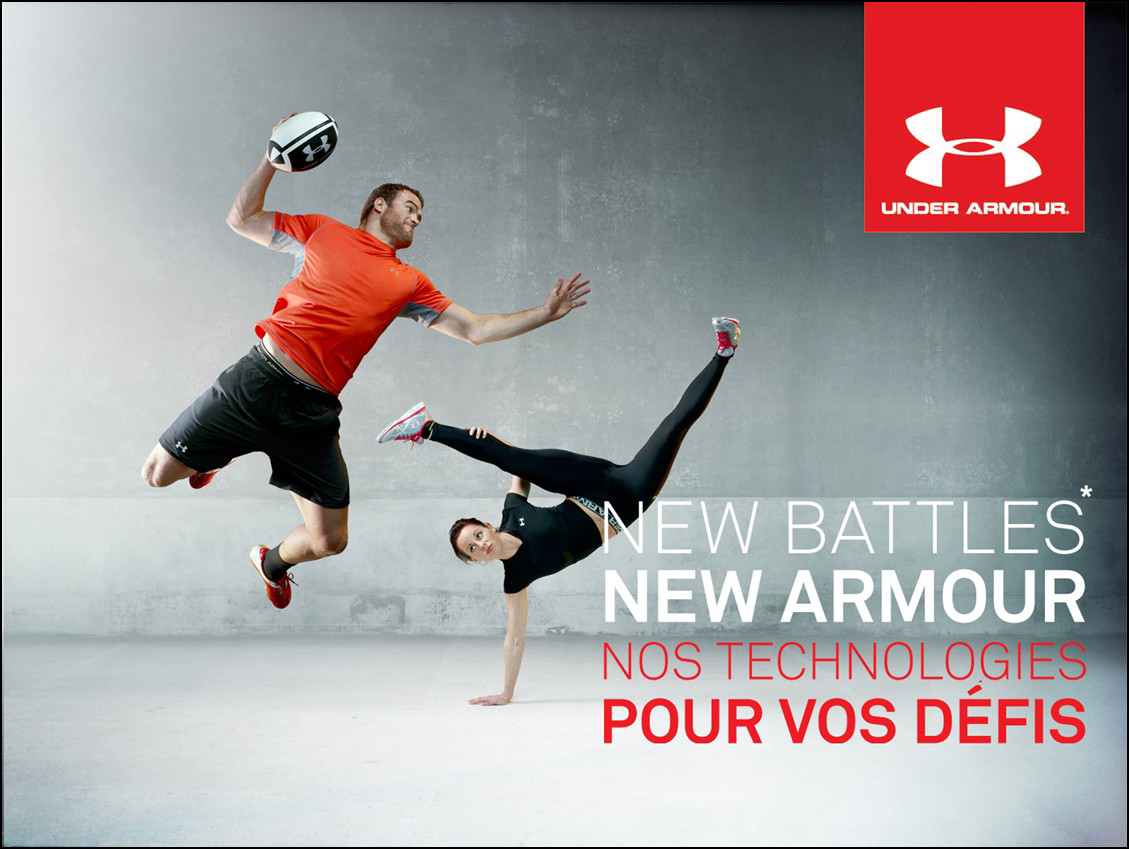 UNDER ARMOUR.
NEW BATTLES*
NEW ARMOUR
NOS TECHNOLOGIES
POUR VOS DÉFIS